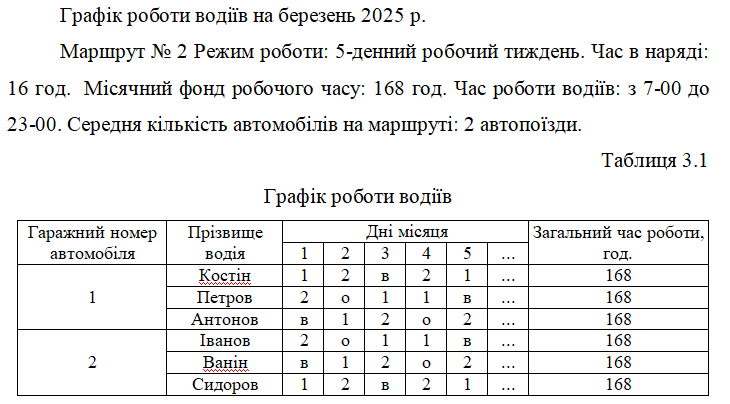 Графік роботи водіїв на березень 2025 р.
Маршрут № 2 Режим роботи: 5-денний робочий тиждень. Час в наряді:
16 год. Місячний фонд робочого часу: 168 год. Час роботи водіїв: з 7-00 до
23-00. Середня кількість автомобілів на маршруті: 2 автопоїзди.
Таблиця 3.1
Графік роботи водіїв
Гаражний номер автомобіля Прізвище водія Дні місяця Загальний час роботи, год.
1 2 3 4 5 ...
1 Костін 1 2 в 2 1 ... 168
Петров 2 о 1 1 в ... 168
Антонов в 1 2 о 2 ... 168
2 Іванов 2 о 1 1 в ... 168
Ванін в 1 2 о 2 ... 168
Сидоров 1 2 в 2 1 ... 168